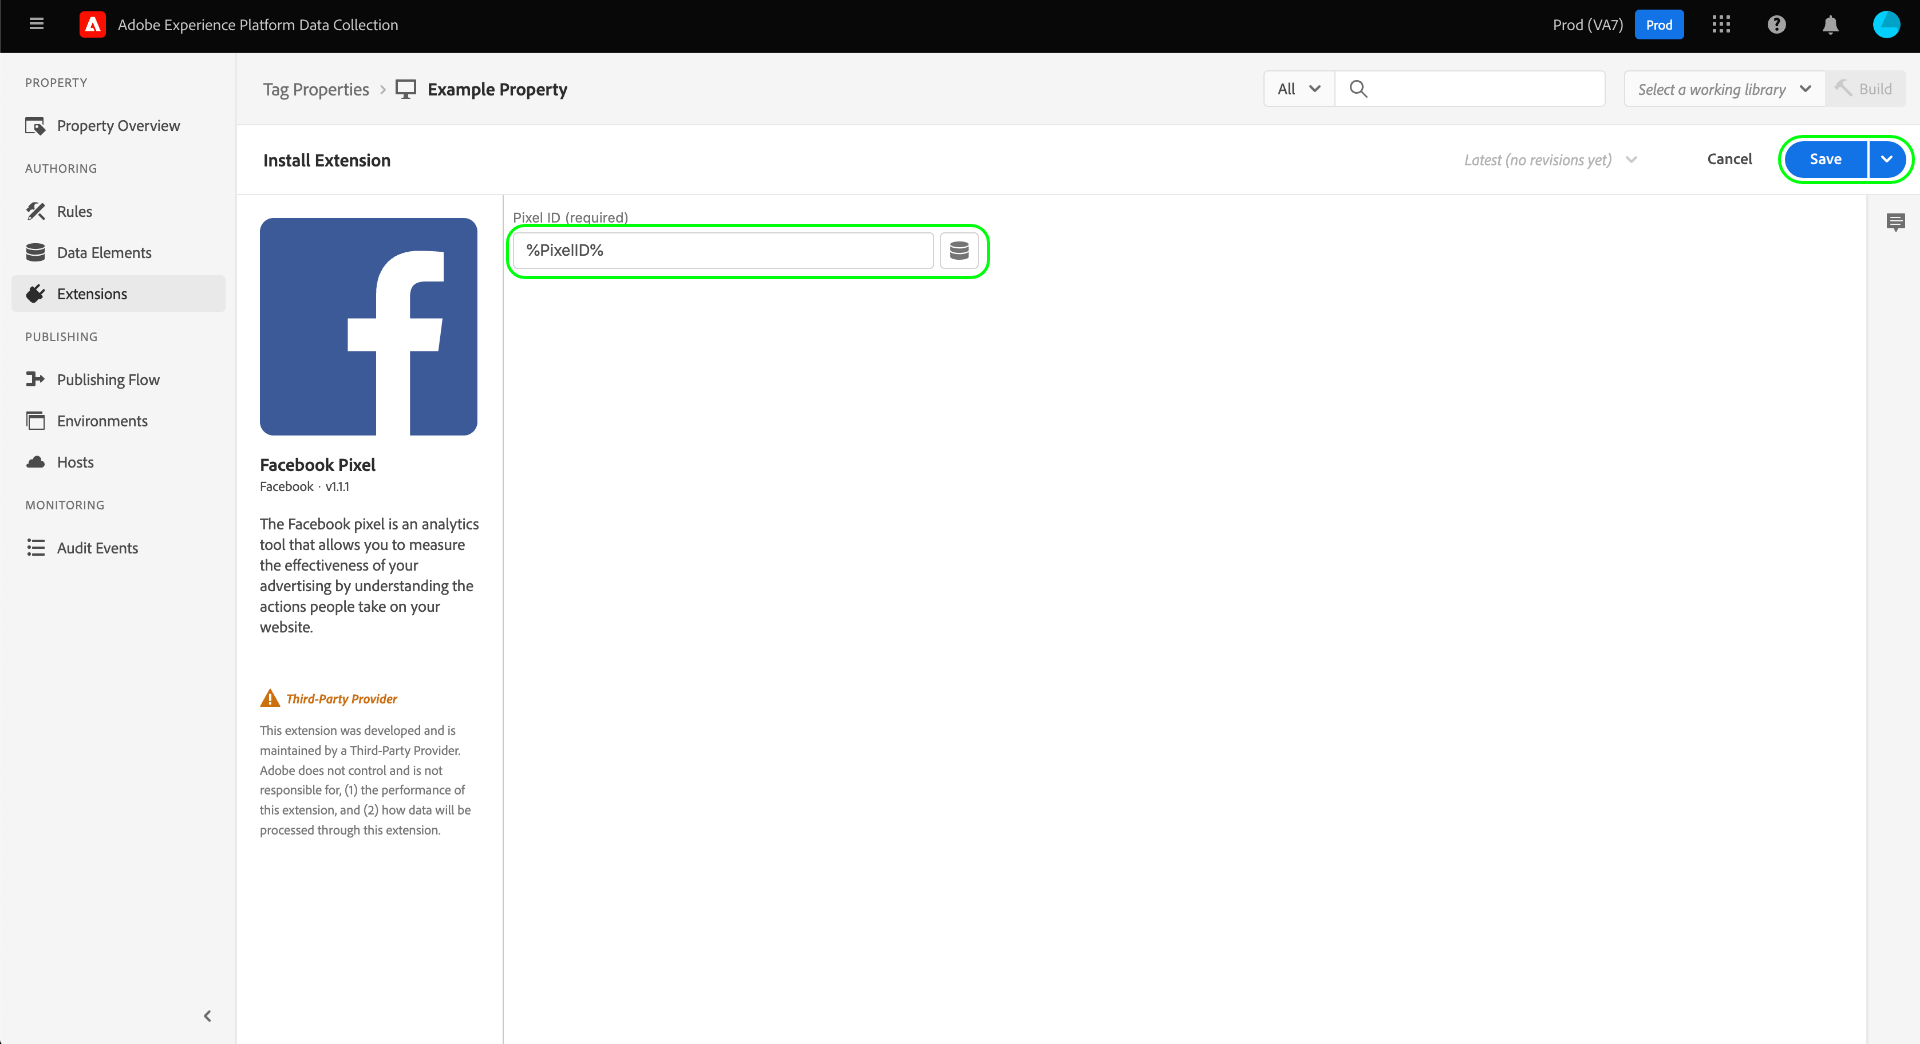 Adobe Experience Platform Data Collection
Prod (VA7)
Prod
PROPERTY
Property Overview
AUTHORING
Rules
Data Elements
Extensions
PUBLISHING
Publishing Flow
Environments
Hosts
MONITORING
Audit Events
Tag Properties
Example Property
All
Select a working library
Build
Install Extension
Latest (no revisions yet)
Cancel
Save
Facebook Pixel
Facebook · v1.1.1
The Facebook pixel is an analytics
tool that allows you to measure
the effectiveness of your
advertising by understanding the
actions people take on your
website.
Third-Party Provider
This extension was developed and is
maintained by a Third-Party Provider.
Adobe does not control and is not
responsible for, (1) the performance of
this extension, and (2) how data will be
processed through this extension.
Pixel ID (required)
%PixelID%